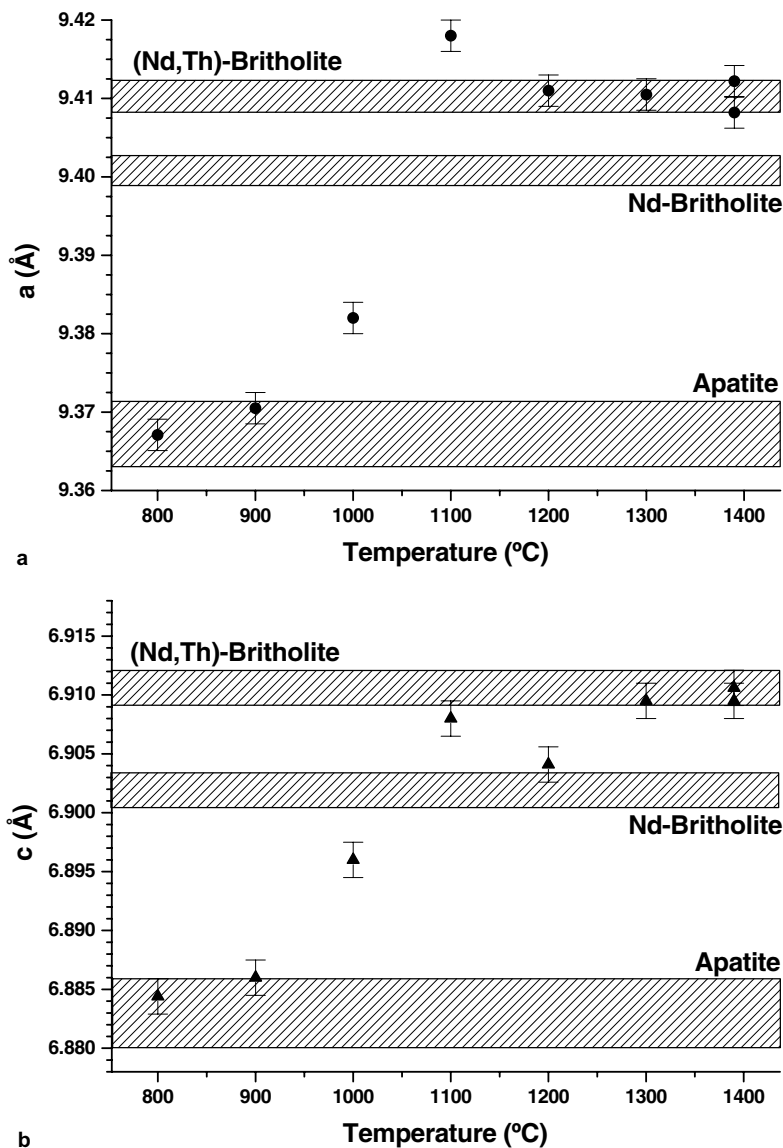 9.42
(Nd,Th)-Britholite
9.41
9.40
Nd-Britholite
9.39
a (Å)
9.38
Apatite
9.37
9.36
800 900 1000 1100 1200 1300 1400
Temperature (ºC)
a
6.915
(Nd,Th)-Britholite
6.910
6.905
6.900
Nd-Britholite
c (Å)
6.895
6.890
Apatite
6.885
6.880
800 900 1000 1100 1200 1300 1400
Temperature (ºC)
b